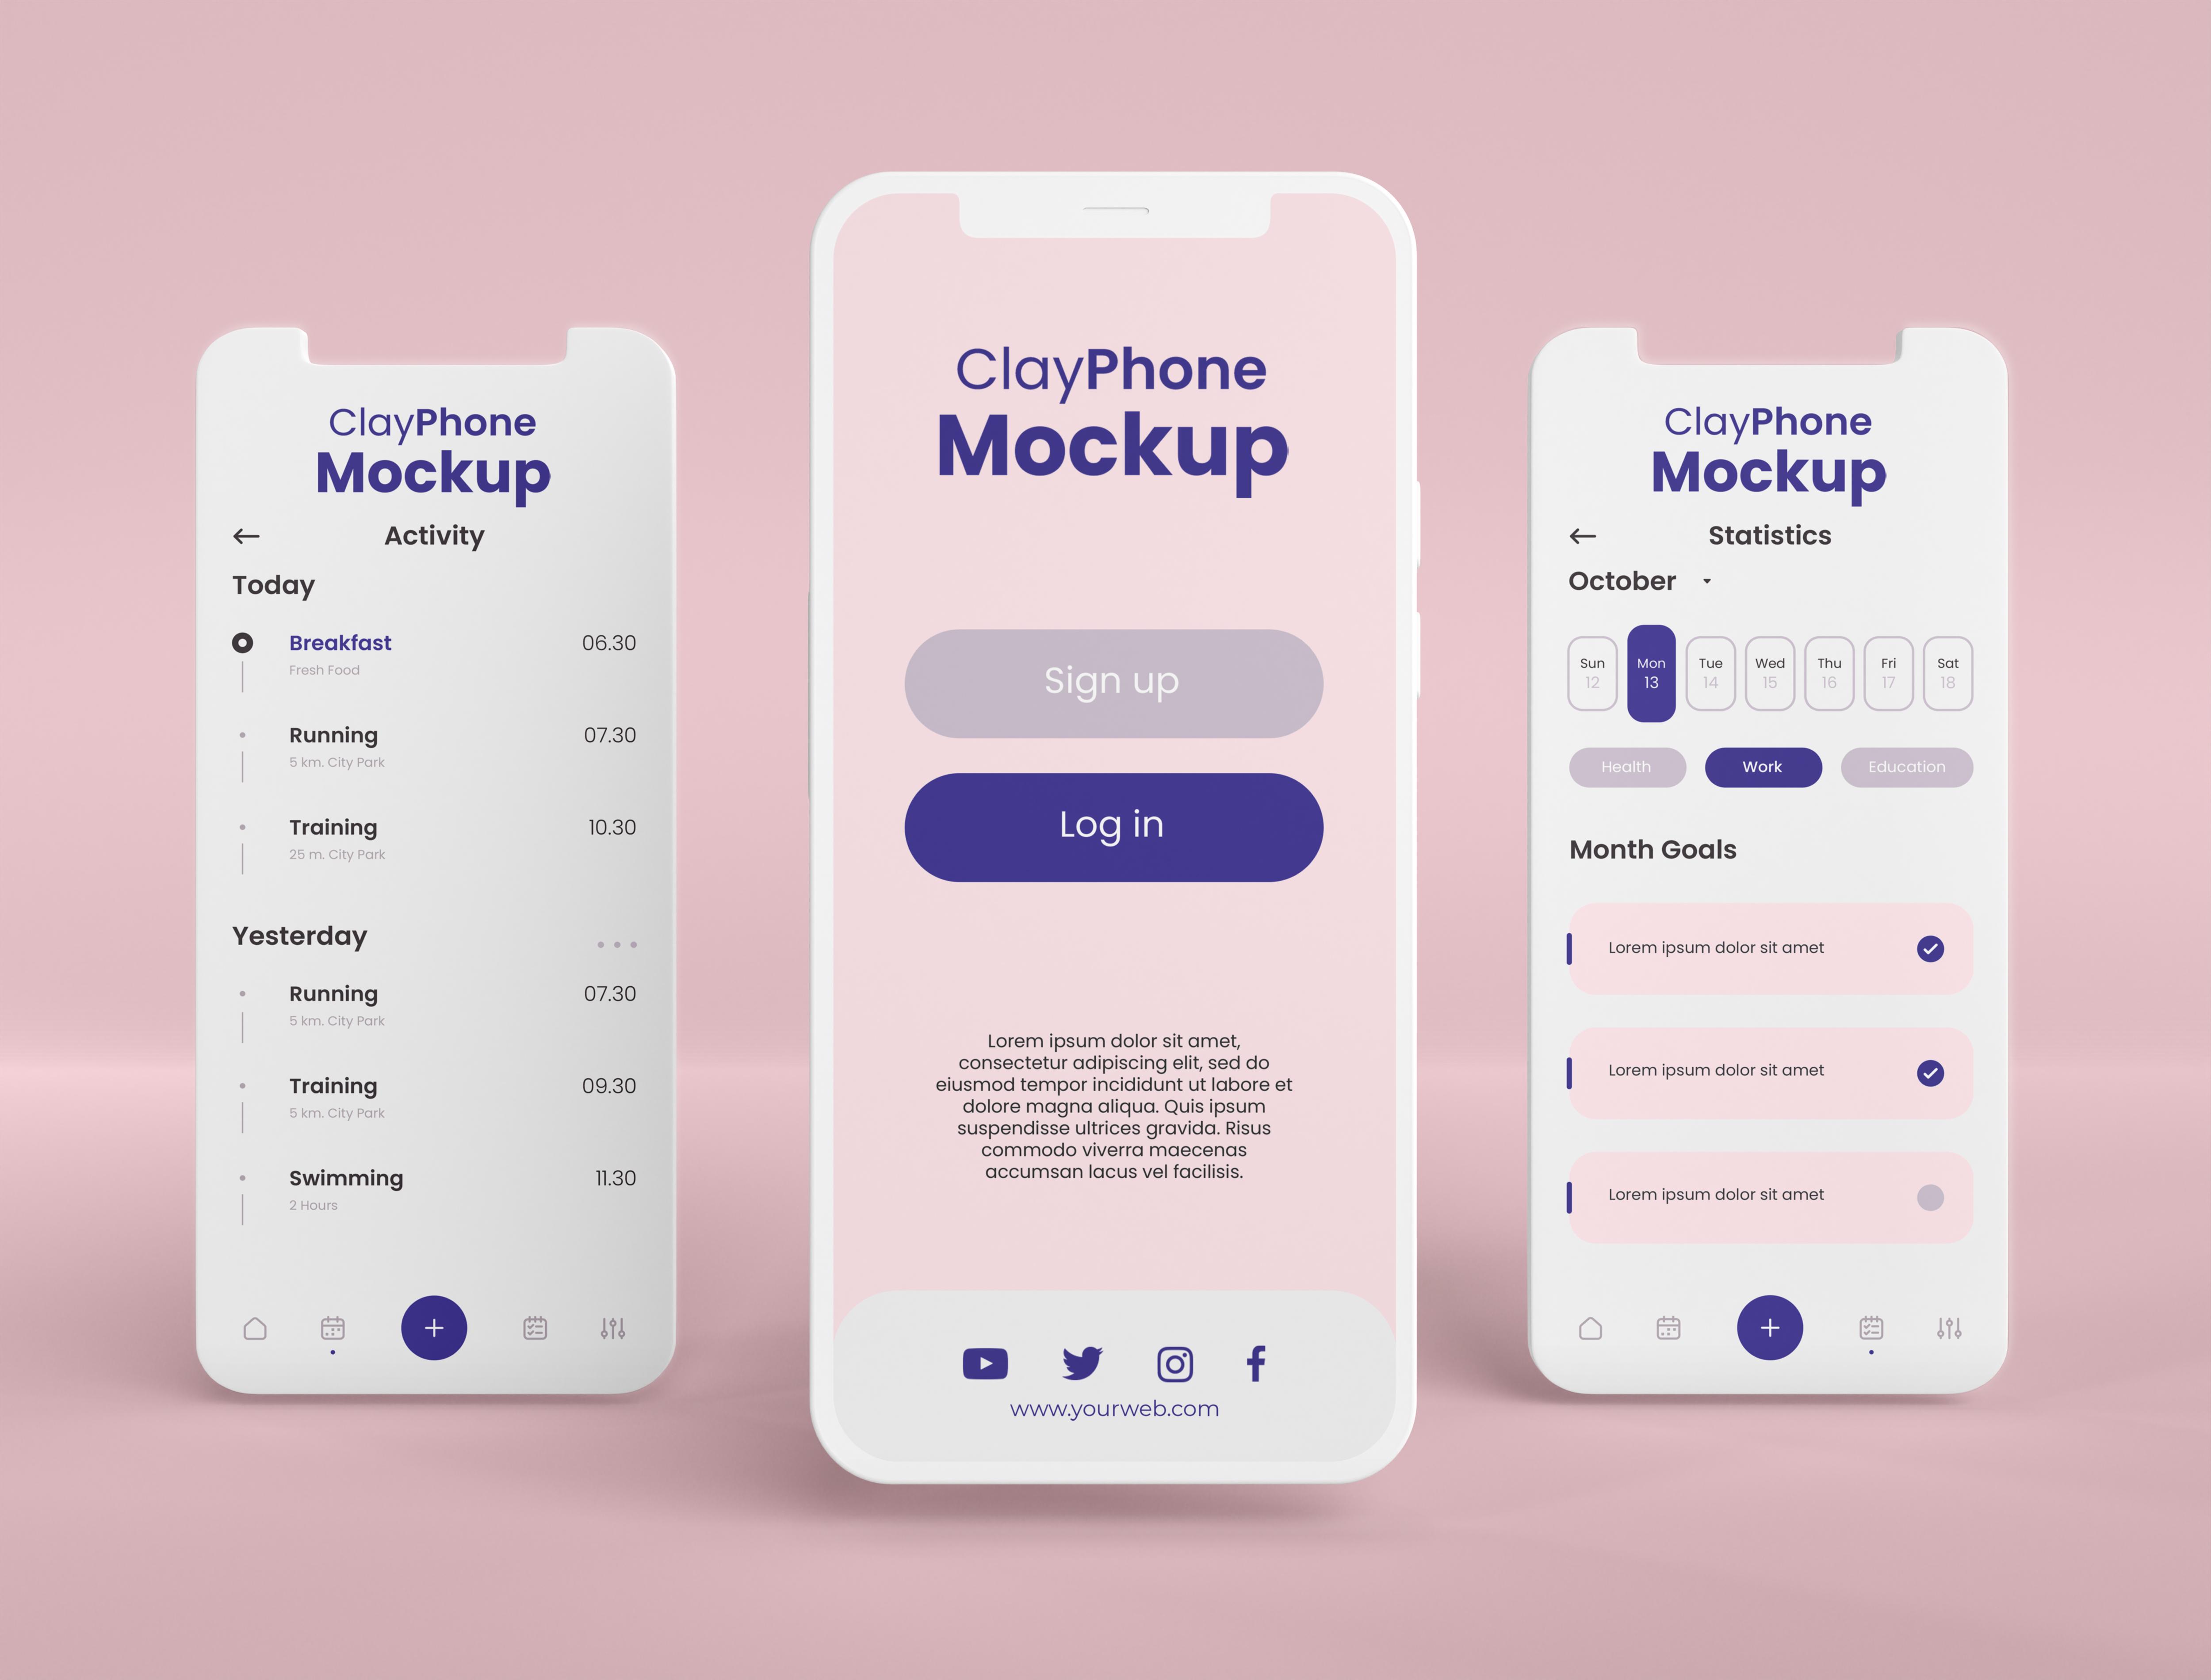 ClayPhone
Mockup
Activity
Today
Breakfast 06.30
Fresh Food
Running 07.30
5 km. City Park
Training 10.30
25 m. City Park
Yesterday
Running 07.30
5 km. City Park
Training 09.30
5 km. City Park
Swimming 11.30
2 Hours
ClayPhone
Mockup
Sign up
Log in
Lorem ipsum dolor sit amet,
consectetur adipiscing elit, sed do
eiusmod tempor incididunt ut labore et
dolore magna aliqua. Quis ipsum
suspendisse ultrices gravida. Risus
commodo viverra maecenas
accumsan lacus vel facilisis.
www.yourweb.com
ClayPhone
Mockup
Statistics
October
Sun Mon Tue Wed Thu Fri Sat
12 13 14 15 16 17 18
Health Work Education
Month Goals
Lorem ipsum dolor sit amet
Lorem ipsum dolor sit amet
Lorem ipsum dolor sit amet